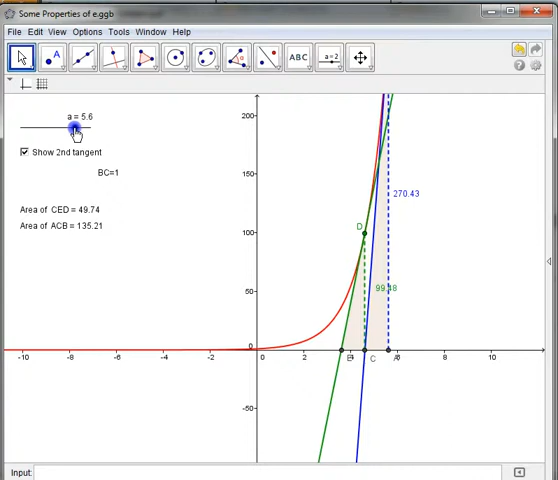 Some Properties of e.ggb
File Edit View Options Tools Window Help
A
ABC
a = 2
a = 5.6
Show 2nd tangent
BC=1
Area of CED = 49.74
Area of ACB = 135.21
200
150
100
50
0
-50
-10 -8 -6 -4 -2 0 2 4 6 8 10
D
270.43
99.48
C
A
Input: